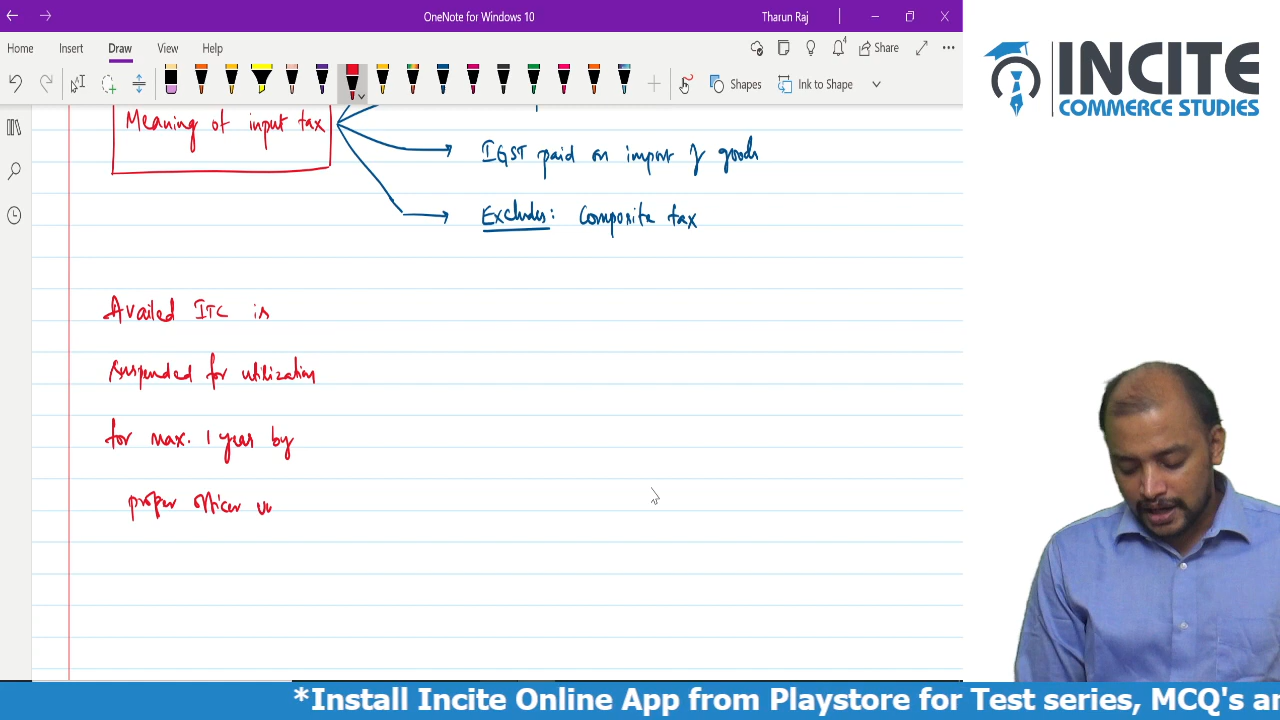 OneNote for Windows 10
Tharun Raj
Home Insert Draw View Help
4
Share
Shapes
Ink to Shape
INCITE
COMMERCE STUDIES
Meaning of input tax
IGST paid on import of goods
Excludes: Composite tax
Availed ITC is
suspended for utilization
for max. 1 year by
proper officer
*Install Incite Online App from Playstore for Test series, MCQ's an